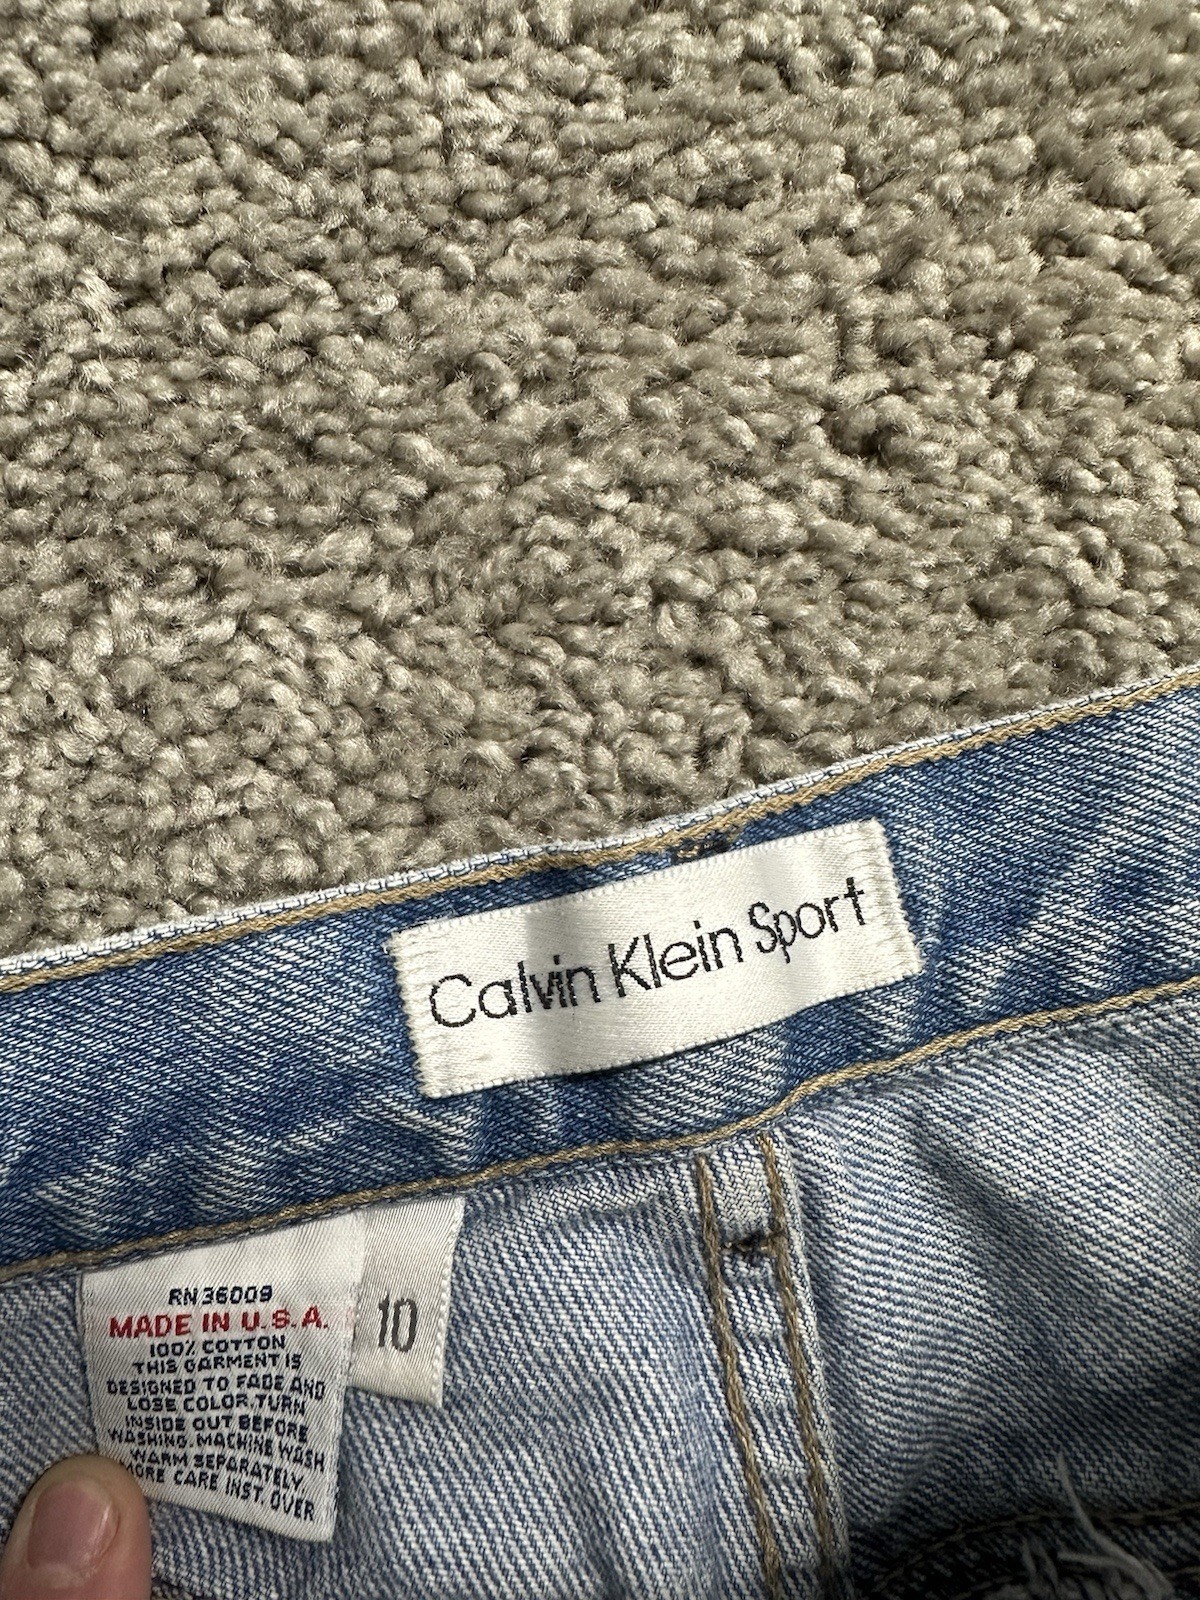 Calvin Klein Sport
RN 36009
MADE IN U.S.A.
100% COTTON
THIS GARMENT IS
DESIGNED TO FADE AND
LOSE COLOR.TURN
INSIDE OUT BEFORE
WASHING. MACHINE WASH
WARM SEPARATELY.
MORE CARE INST. OVER
10